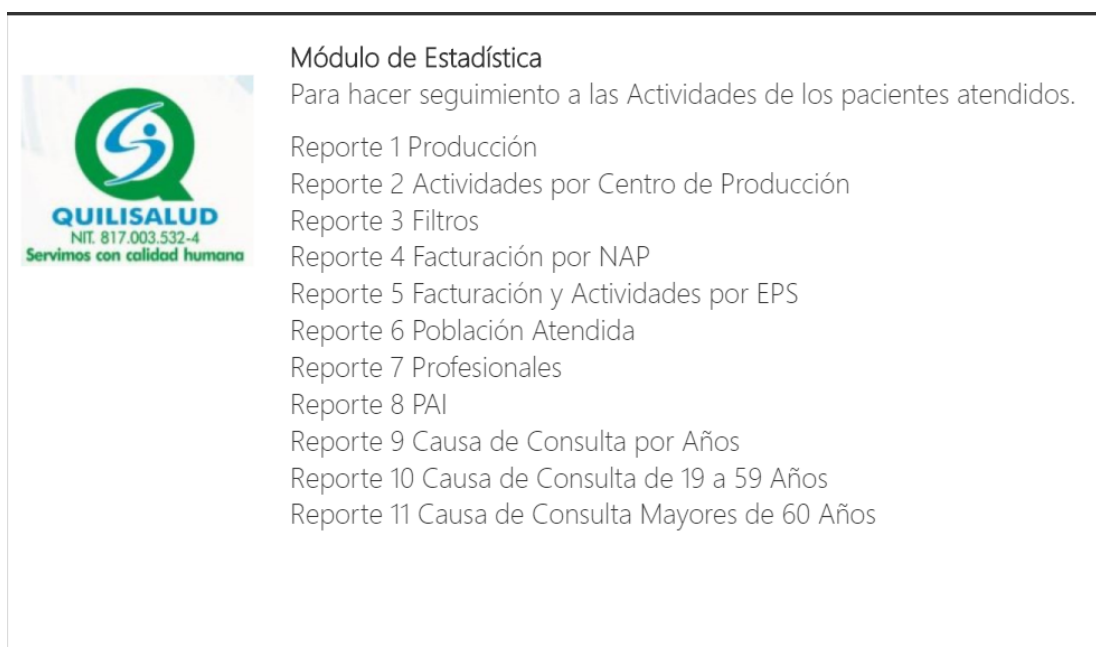 Módulo de Estadística
Para hacer seguimiento a las Actividades de los pacientes atendidos.
QUILISALUD
NIT. 817.003.532-4
Servimos con calidad humana
Reporte 1 Producción
Reporte 2 Actividades por Centro de Producción
Reporte 3 Filtros
Reporte 4 Facturación por NAP
Reporte 5 Facturación y Actividades por EPS
Reporte 6 Población Atendida
Reporte 7 Profesionales
Reporte 8 PAI
Reporte 9 Causa de Consulta por Años
Reporte 10 Causa de Consulta de 19 a 59 Años
Reporte 11 Causa de Consulta Mayores de 60 Años